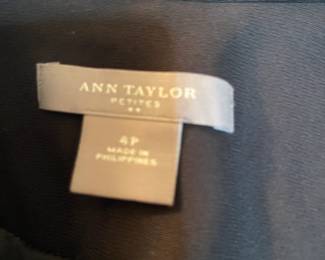 ANN TAYLOR
PETITES
4P
MADE IN
PHILIPPINES